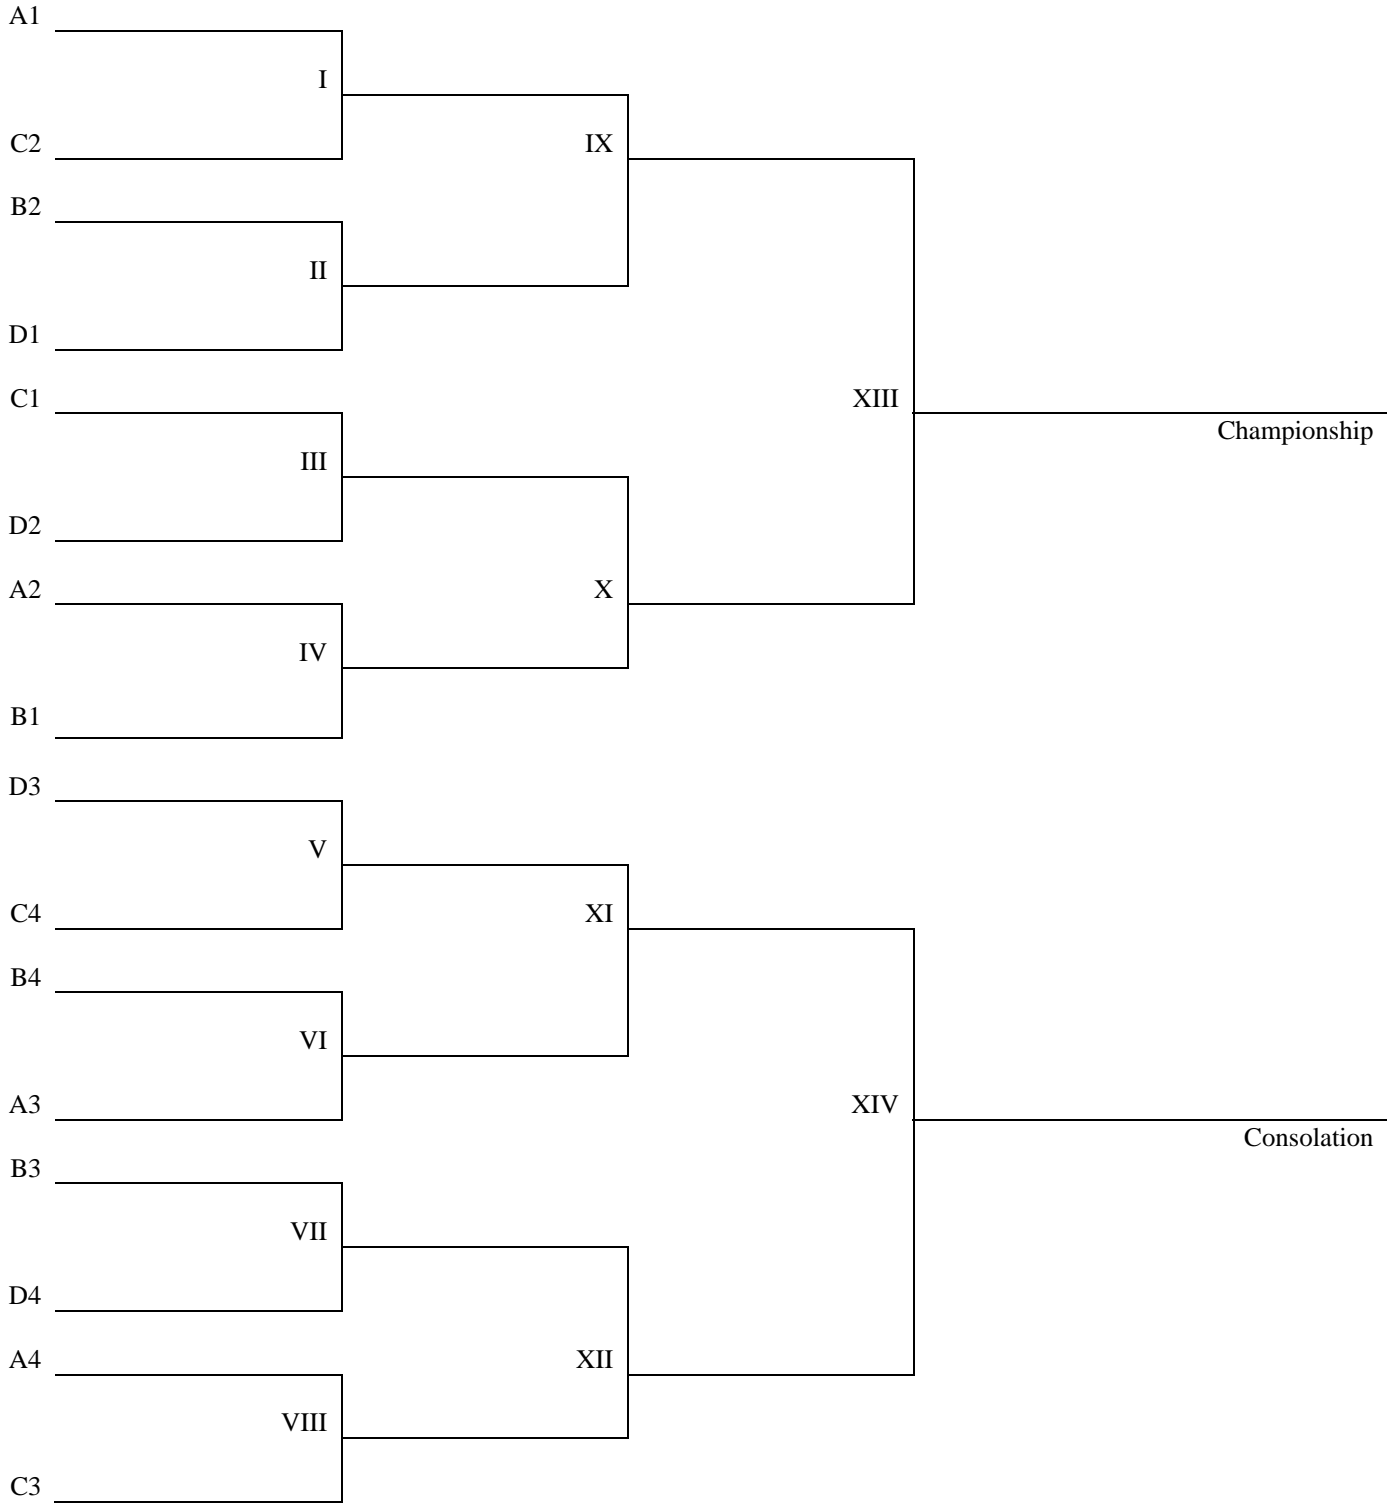 A1
I
C2
IX
B2
II
D1
C1
XIII
Championship
III
D2
A2
X
IV
B1
D3
V
C4
XI
B4
VI
A3
XIV
Consolation
B3
VII
D4
A4
XII
VIII
C3